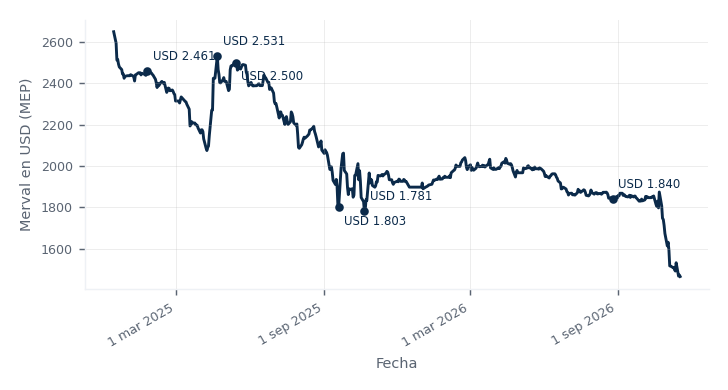 USD 2.531
USD 2.461
USD 2.500
USD 1.840
USD 1.781
USD 1.803
2600
2400
2200
2000
1800
1600
Merval en USD (MEP)
1 mar 2025
1 sep 2025
1 mar 2026
1 sep 2026
Fecha